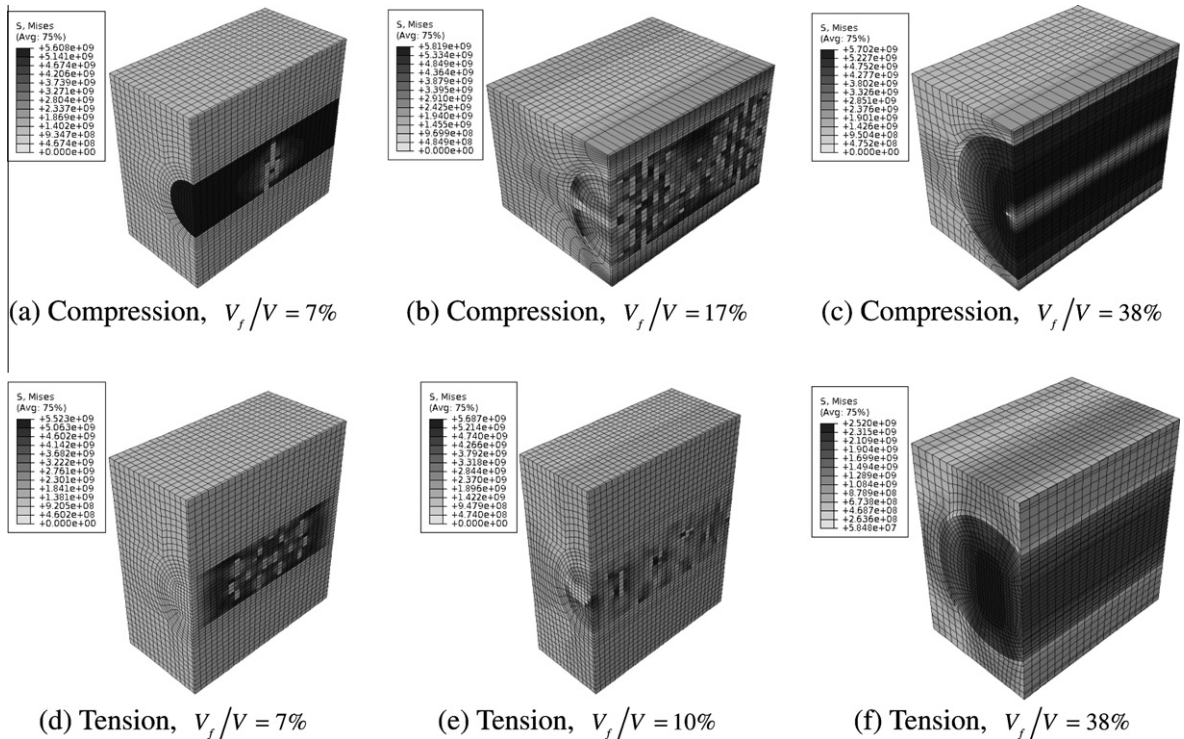 S, Mises
(Avg: 75%)
+5.608e+09
+5.141e+09
+4.674e+09
+4.206e+09
+3.739e+09
+3.271e+09
+2.804e+09
+2.337e+09
+1.869e+09
+1.402e+09
+9.347e+08
+4.674e+08
+0.000e+00
(a) Compression, V_f/V = 7%
S, Mises
(Avg: 75%)
+5.819e+09
+5.334e+09
+4.849e+09
+4.364e+09
+3.879e+09
+3.395e+09
+2.910e+09
+2.425e+09
+1.940e+09
+1.455e+09
+9.699e+08
+4.849e+08
+0.000e+00
(b) Compression, V_f/V = 17%
S, Mises
(Avg: 75%)
+5.702e+09
+5.227e+09
+4.752e+09
+4.277e+09
+3.802e+09
+3.326e+09
+2.851e+09
+2.376e+09
+1.901e+09
+1.426e+09
+9.504e+08
+4.752e+08
+0.000e+00
(c) Compression, V_f/V = 38%
S, Mises
(Avg: 75%)
+5.523e+09
+5.063e+09
+4.602e+09
+4.142e+09
+3.682e+09
+3.222e+09
+2.761e+09
+2.301e+09
+1.841e+09
+1.381e+09
+9.205e+08
+4.602e+08
+0.000e+00
(d) Tension, V_f/V = 7%
S, Mises
(Avg: 75%)
+5.687e+09
+5.214e+09
+4.740e+09
+4.266e+09
+3.792e+09
+3.318e+09
+2.844e+09
+2.370e+09
+1.896e+09
+1.422e+09
+9.479e+08
+4.740e+08
+0.000e+00
(e) Tension, V_f/V = 10%
S, Mises
(Avg: 75%)
+2.520e+09
+2.315e+09
+2.109e+09
+1.904e+09
+1.699e+09
+1.494e+09
+1.289e+09
+1.084e+09
+8.789e+08
+6.738e+08
+4.687e+08
+2.636e+08
+5.848e+07
(f) Tension, V_f/V = 38%